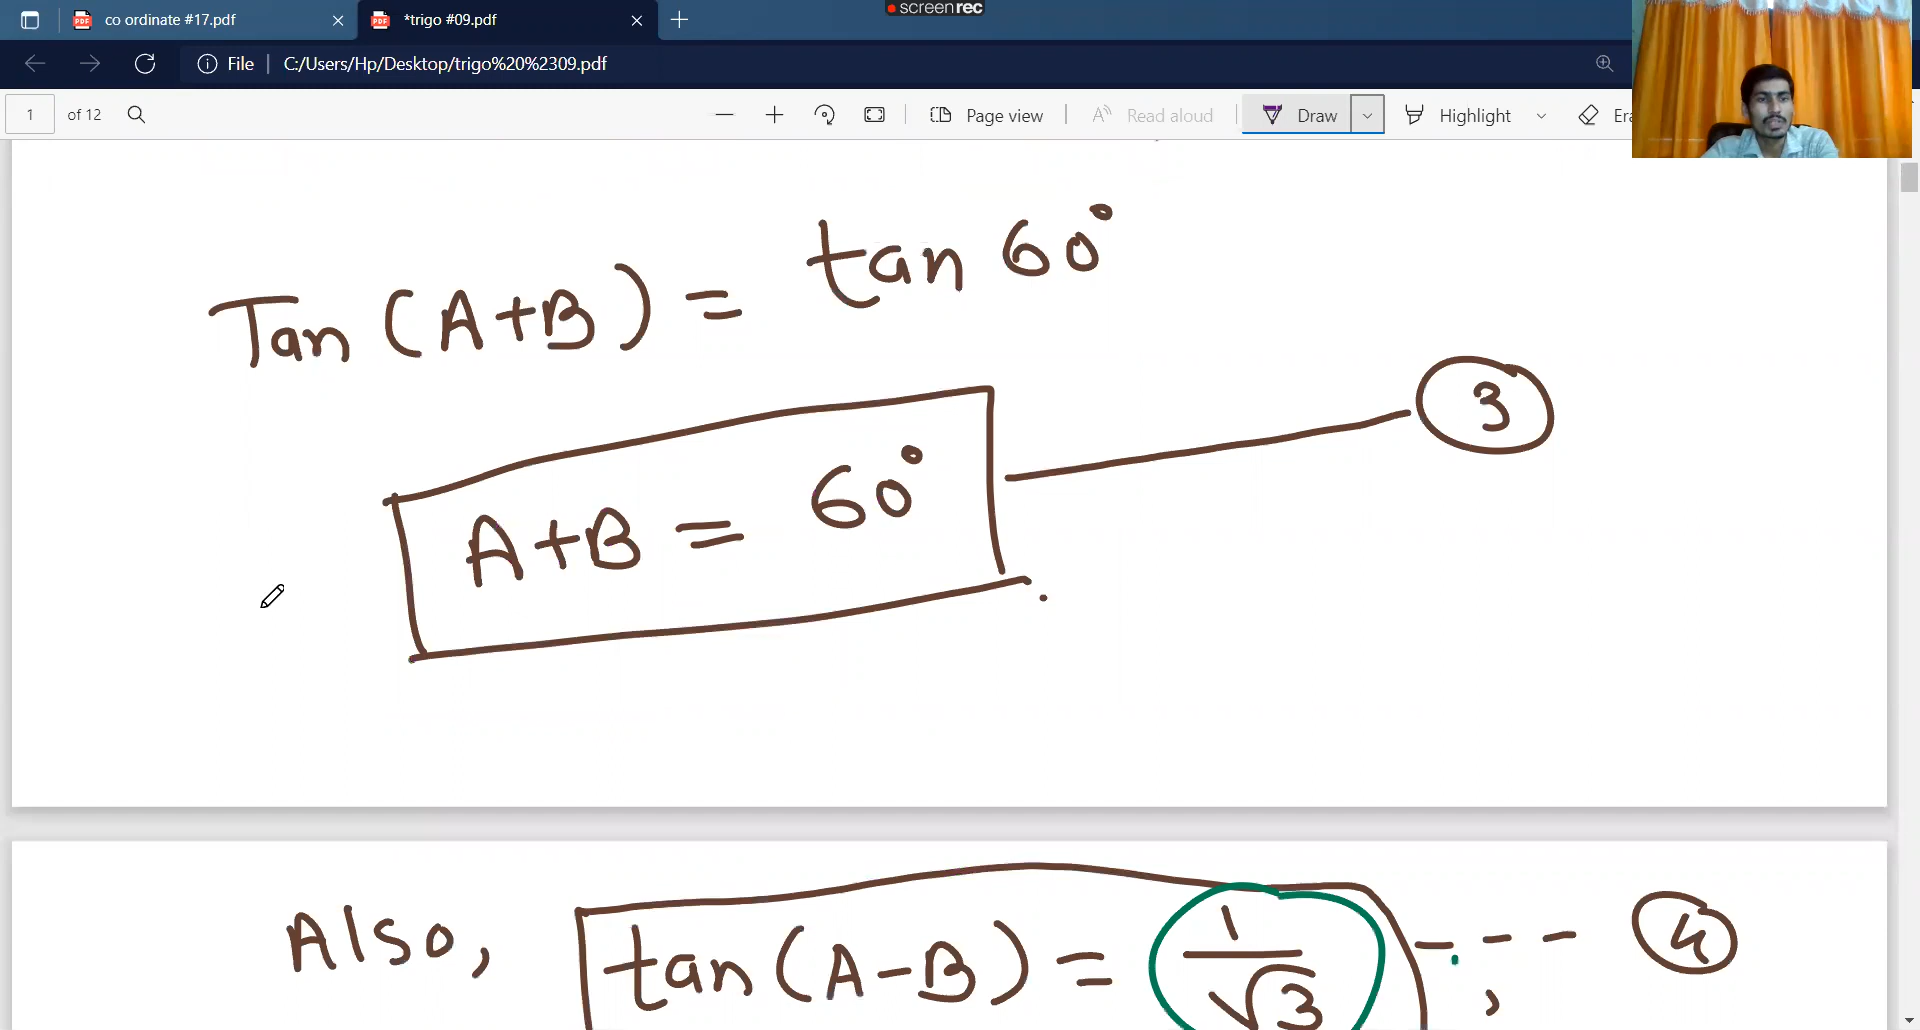 co ordinate #17.pdf
*trigo #09.pdf
screenrec
File
C:/Users/Hp/Desktop/trigo%20%2309.pdf
1 of 12
Page view
Read aloud
Draw
Highlight
Tan (A+B) = tan 60°
A+B = 60°
3
Also, tan (A-B) = 1/√3 - - - 4
,